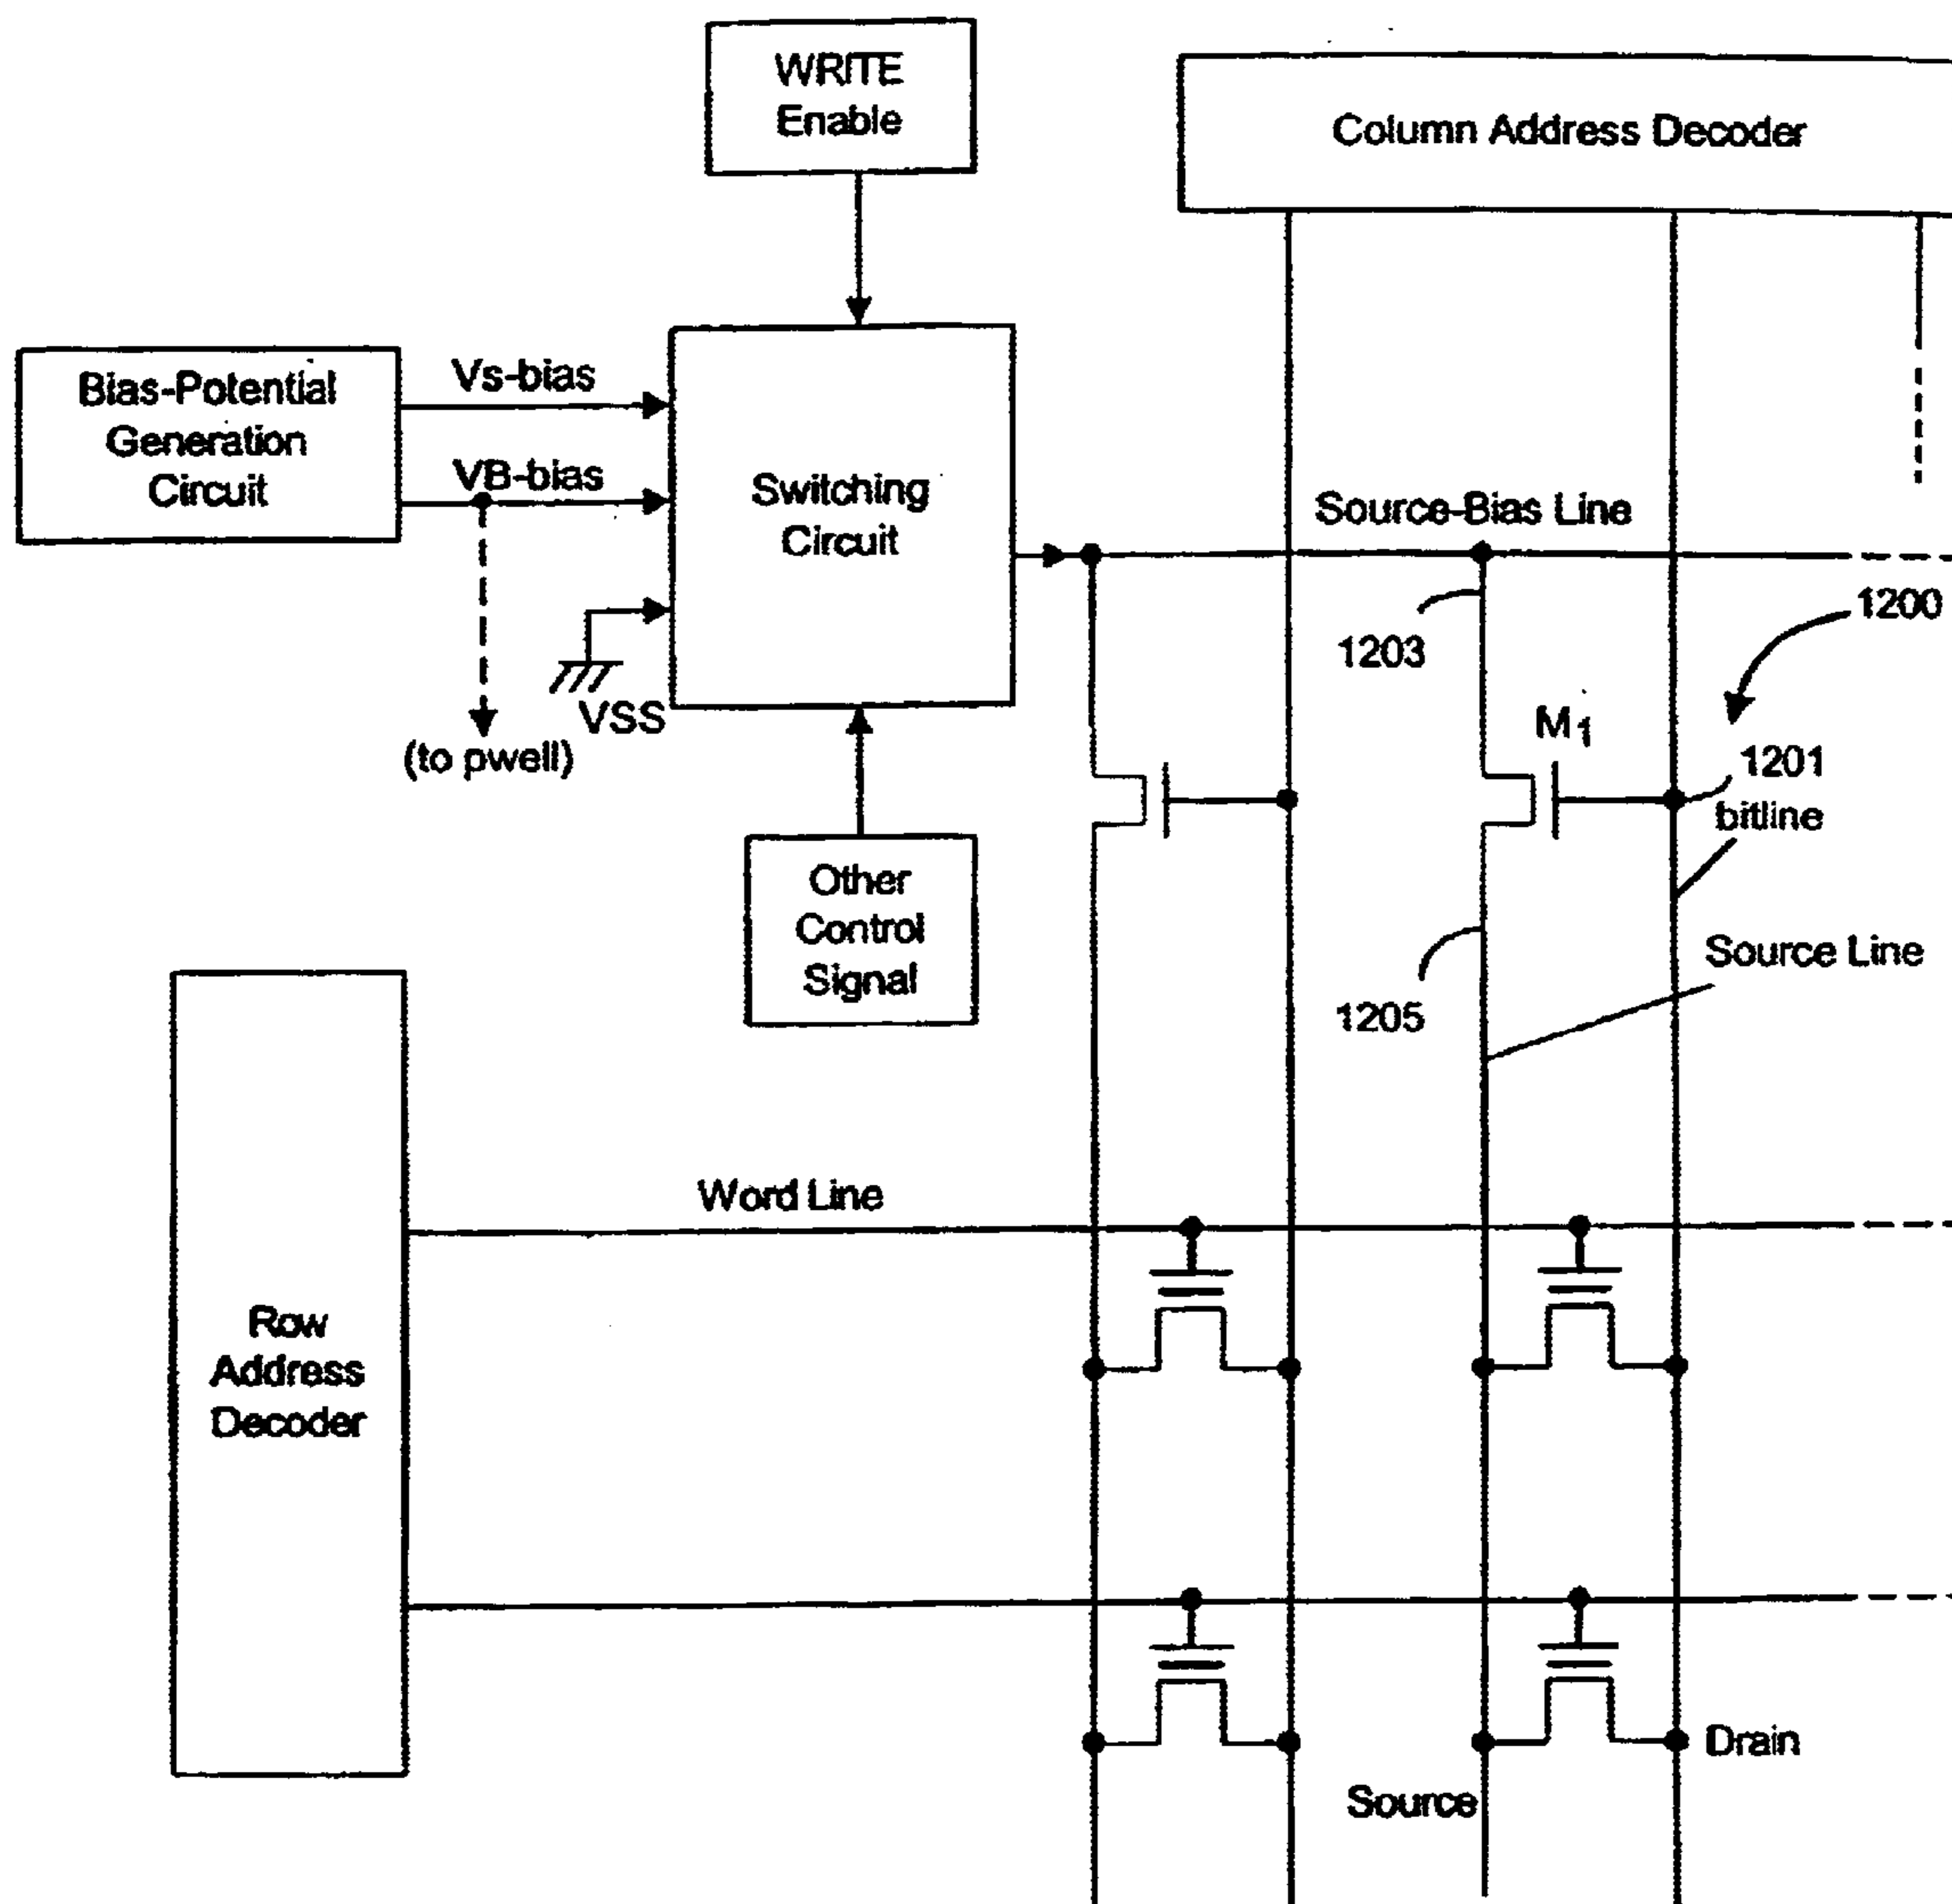 WRITE
Enable
Column Address Decoder
Bias-Potential
Generation
Circuit
Vs-bias
VB-bias
Switching
Circuit
Source-Bias Line
1200
1203
VSS
(to pwell)
M1
1201
bitline
Other
Control
Signal
Source Line
1205
Word Line
Row
Address
Decoder
Drain
Source